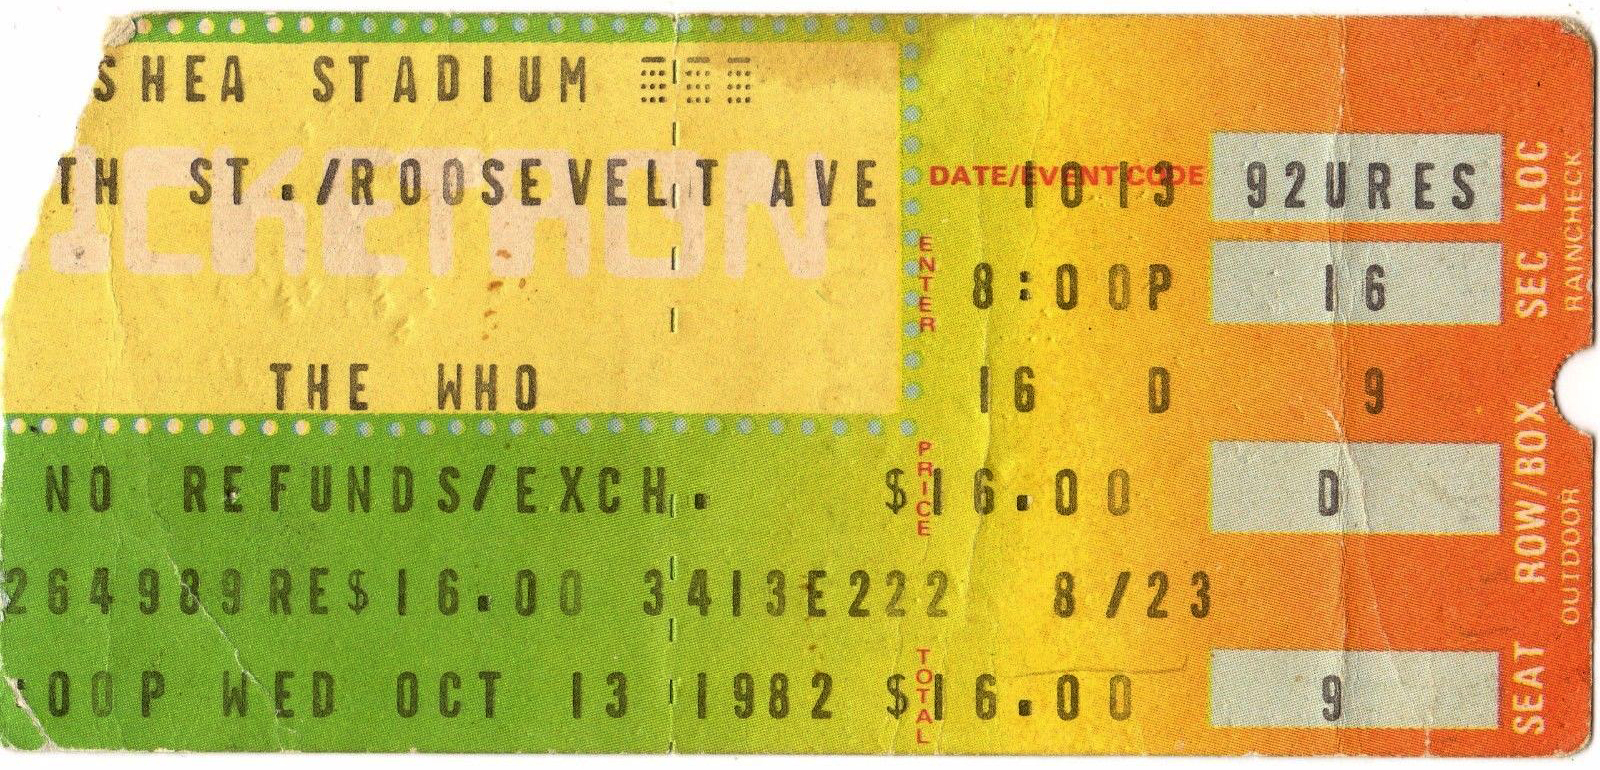 SHEA STADIUM
TH ST./ROOSEVELT AVE
ICKETRON
THE WHO
NO REFUNDS/EXCH.
264989RE$16.00 3413E222 8/23
:00P WED OCT 13 1982
DATE/EVENT CODE
1013
92URES
ENTER
8:00P
16
16 D 9
PRICE
$16.00
D
TOTAL
$16.00
9
SEC LOC
ROW/BOX
SEAT
RAINCHECK
OUTDOOR